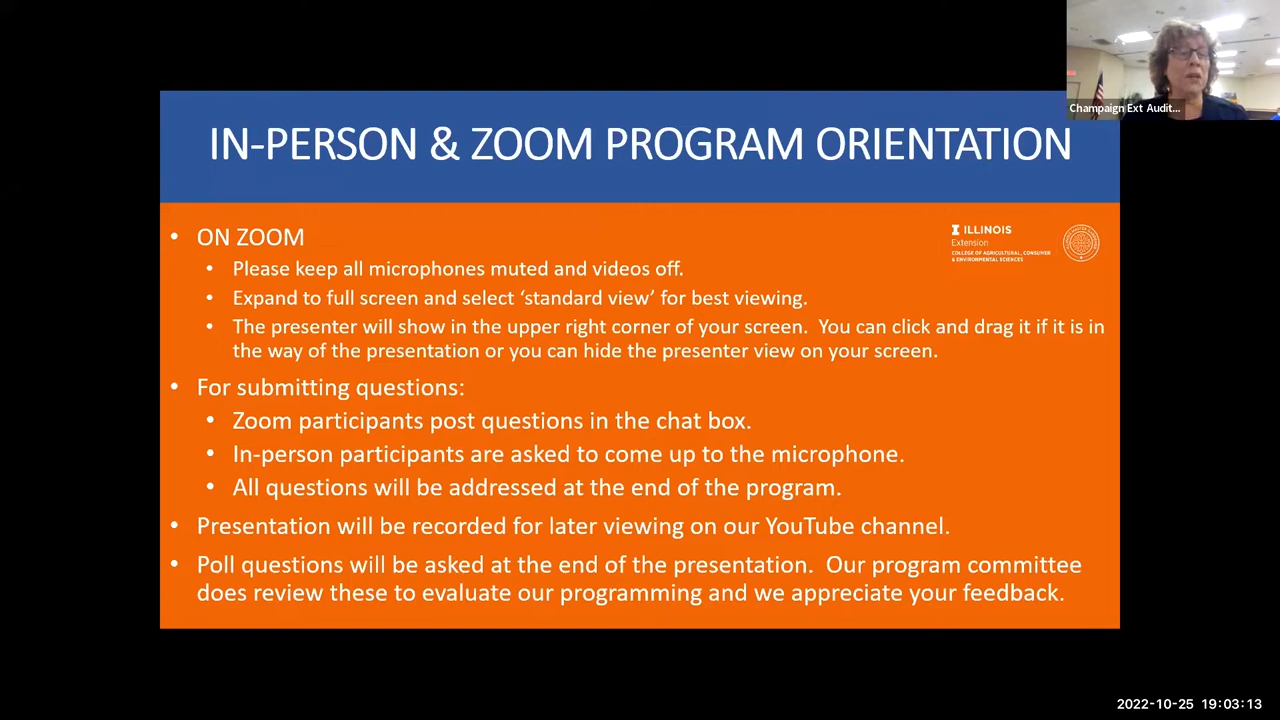 Champaign Ext Audit...
IN-PERSON & ZOOM PROGRAM ORIENTATION
• ON ZOOM
ILLINOIS
Extension
COLLEGE OF AGRICULTURAL, CONSUMER
& ENVIRONMENTAL SCIENCES
• Please keep all microphones muted and videos off.
• Expand to full screen and select ‘standard view’ for best viewing.
• The presenter will show in the upper right corner of your screen.  You can click and drag it if it is in
the way of the presentation or you can hide the presenter view on your screen.
• For submitting questions:
• Zoom participants post questions in the chat box.
• In-person participants are asked to come up to the microphone.
• All questions will be addressed at the end of the program.
• Presentation will be recorded for later viewing on our YouTube channel.
• Poll questions will be asked at the end of the presentation.  Our program committee
does review these to evaluate our programming and we appreciate your feedback.
2022-10-25 19:03:13